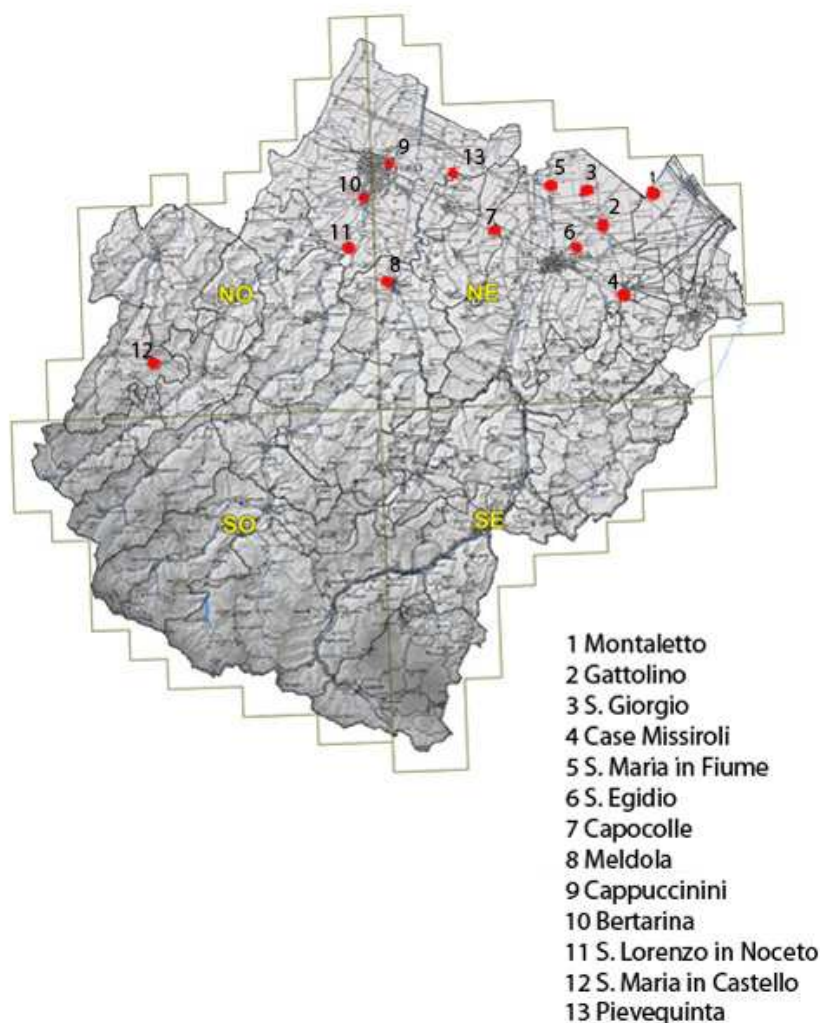 9
13
5
3
1
10
2
7
6
11
8
NO
NE
4
12
SO
SE
1 Montaletto
2 Gattolino
3 S. Giorgio
4 Case Missiroli
5 S. Maria in Fiume
6 S. Egidio
7 Capocolle
8 Meldola
9 Cappuccinini
10 Bertarina
11 S. Lorenzo in Noceto
12 S. Maria in Castello
13 Pievequinta